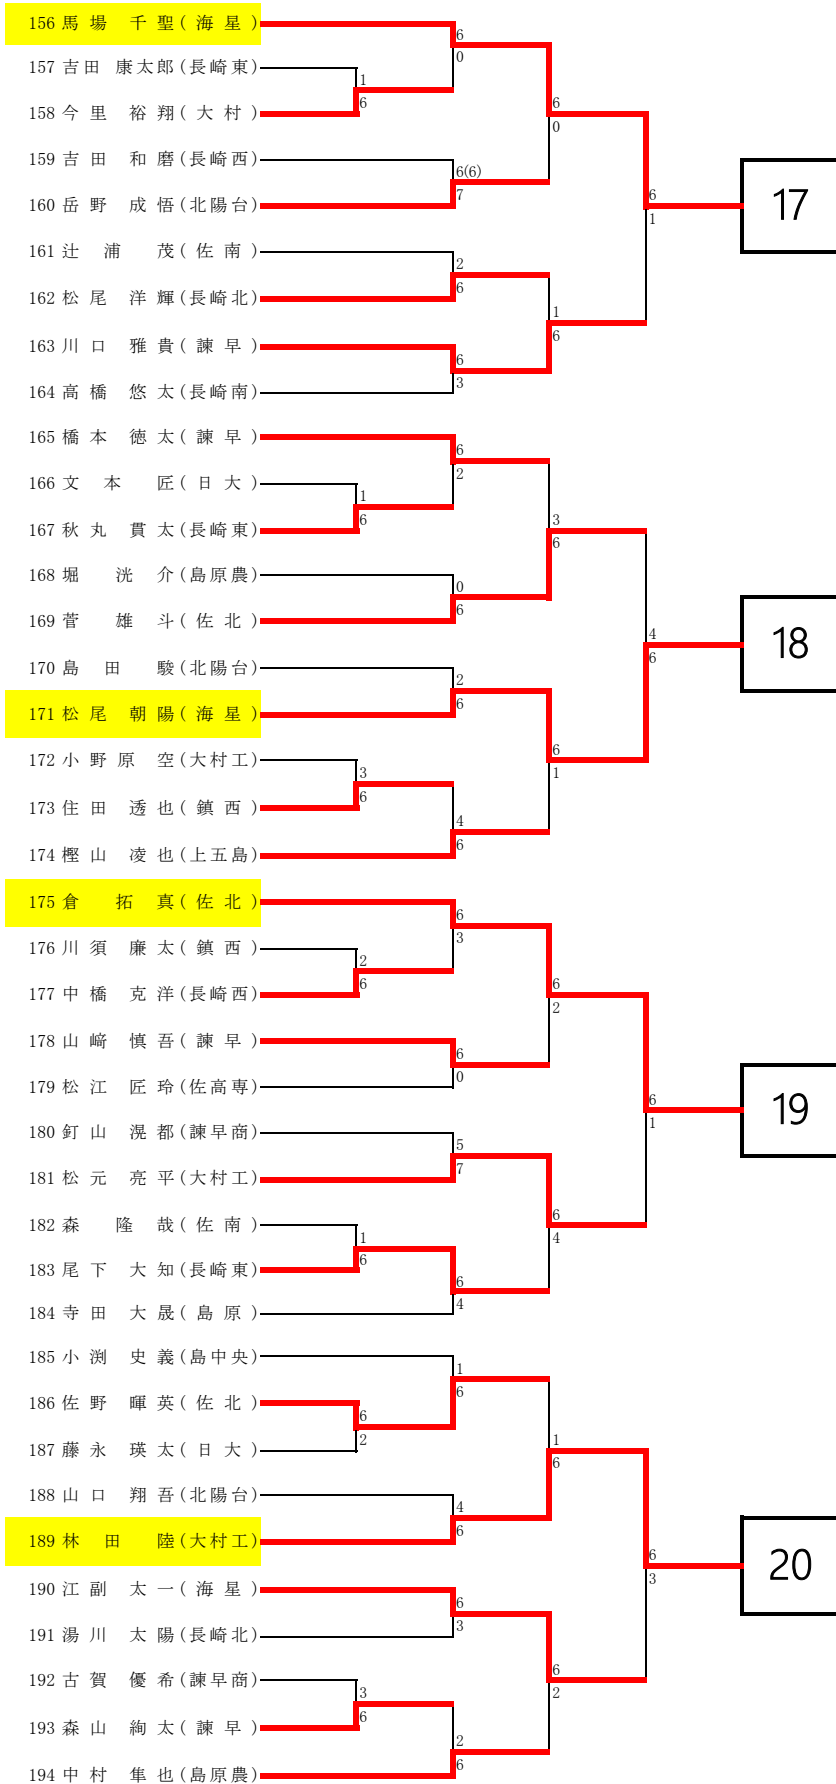 156 馬場 千聖(海星)
6
0
157 吉田 康太郎(長崎東)
1
6
158 今里 裕翔(大村)
6
0
159 吉田 和磨(長崎西)
6(6)
7
160 岳野 成悟(北陽台)
6
1
17
161 辻浦 茂(佐南)
2
6
162 松尾 洋輝(長崎北)
1
6
163 川口 雅貴(諫早)
6
3
164 高橋 悠太(長崎南)
165 橋本 徳太(諫早)
6
2
166 文本 匠(日大)
1
6
167 秋丸 貫太(長崎東)
3
6
168 堀 洸介(島原農)
0
6
169 菅 雄斗(佐北)
4
6
18
170 島田 駿(北陽台)
2
6
171 松尾 朝陽(海星)
6
1
172 小野原 空(大村工)
3
6
173 住田 透也(鎮西)
4
6
174 樫山 凌也(上五島)
175 倉 拓真(佐北)
6
3
176 川須 廉太(鎮西)
2
6
177 中橋 克洋(長崎西)
6
2
178 山﨑 慎吾(諫早)
6
0
179 松江 匠玲(佐高専)
6
1
19
180 釘山 滉都(諫早商)
5
7
181 松元 亮平(大村工)
6
4
182 森 隆哉(佐南)
1
6
183 尾下 大知(長崎東)
6
4
184 寺田 大晟(島原)
185 小渕 史義(島中央)
1
6
186 佐野 暉英(佐北)
6
2
187 藤永 瑛太(日大)
1
6
188 山口 翔吾(北陽台)
4
6
189 林田 陸(大村工)
6
3
20
190 江副 太一(海星)
6
3
191 湯川 太陽(長崎北)
6
2
192 古賀 優希(諫早商)
3
6
193 森山 絢太(諫早)
2
6
194 中村 隼也(島原農)